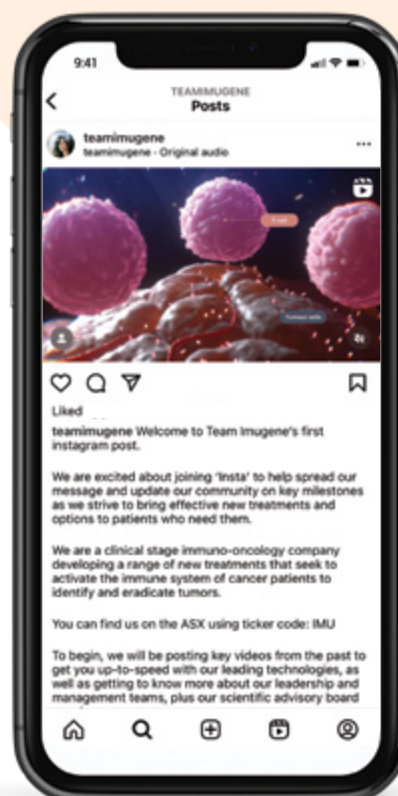 9:41
TEAMIMUGENE
Posts
teamimugene
teamimugene · Original audio
T cell
Tumour cells
Liked
teamimugene Welcome to Team Imugene's first
instagram post.
We are excited about joining 'Insta' to help spread our
message and update our community on key milestones
as we strive to bring effective new treatments and
options to patients who need them.
We are a clinical stage immuno-oncology company
developing a range of new treatments that seek to
activate the immune system of cancer patients to
identify and eradicate tumors.
You can find us on the ASX using ticker code: IMU
To begin, we will be posting key videos from the past to
get you up-to-speed with our leading technologies, as
well as getting to know more about our leadership and
management teams, plus our scientific advisory board